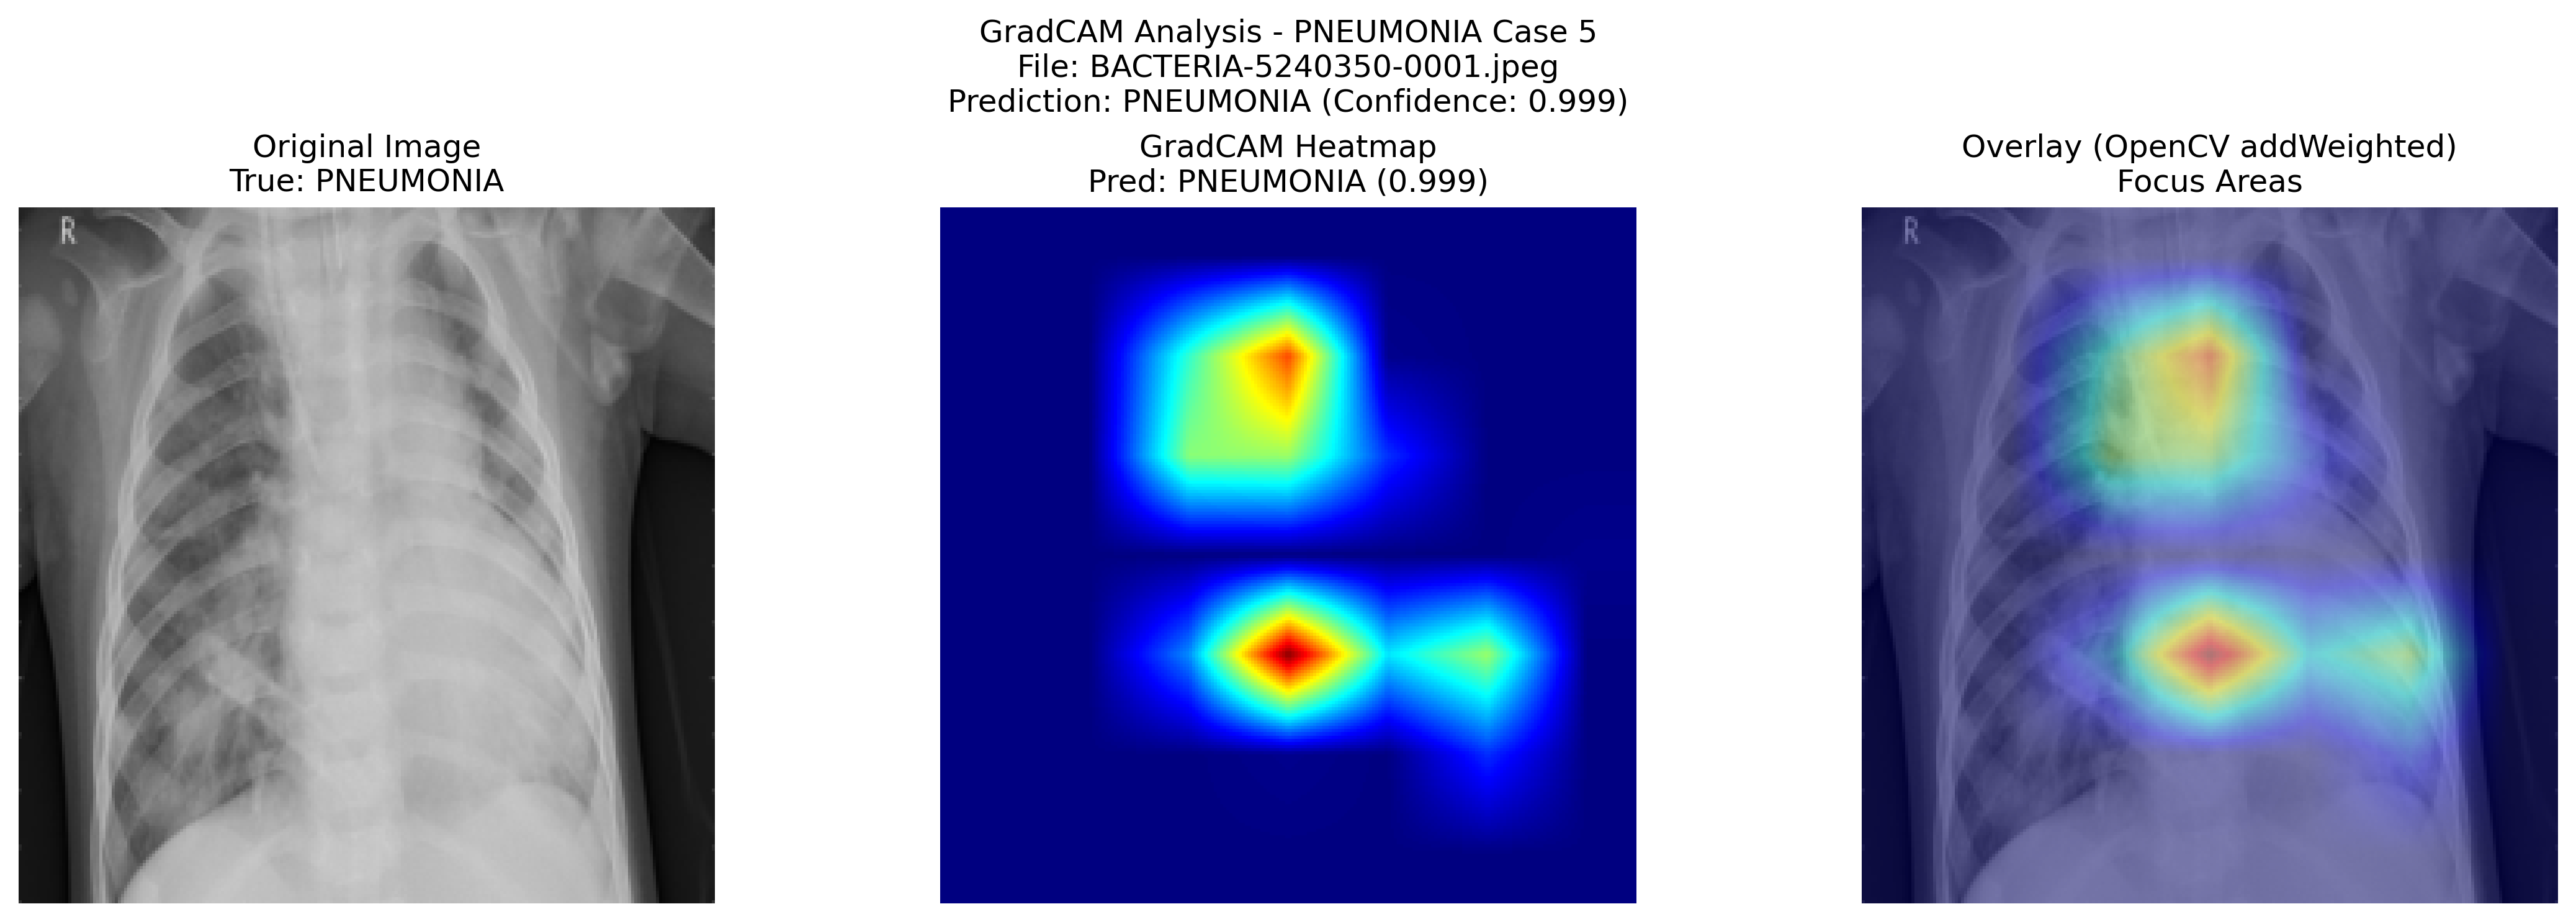 GradCAM Analysis - PNEUMONIA Case 5
File: BACTERIA-5240350-0001.jpeg
Prediction: PNEUMONIA (Confidence: 0.999)
Original Image
True: PNEUMONIA
GradCAM Heatmap
Pred: PNEUMONIA (0.999)
Overlay (OpenCV addWeighted)
Focus Areas
R
R